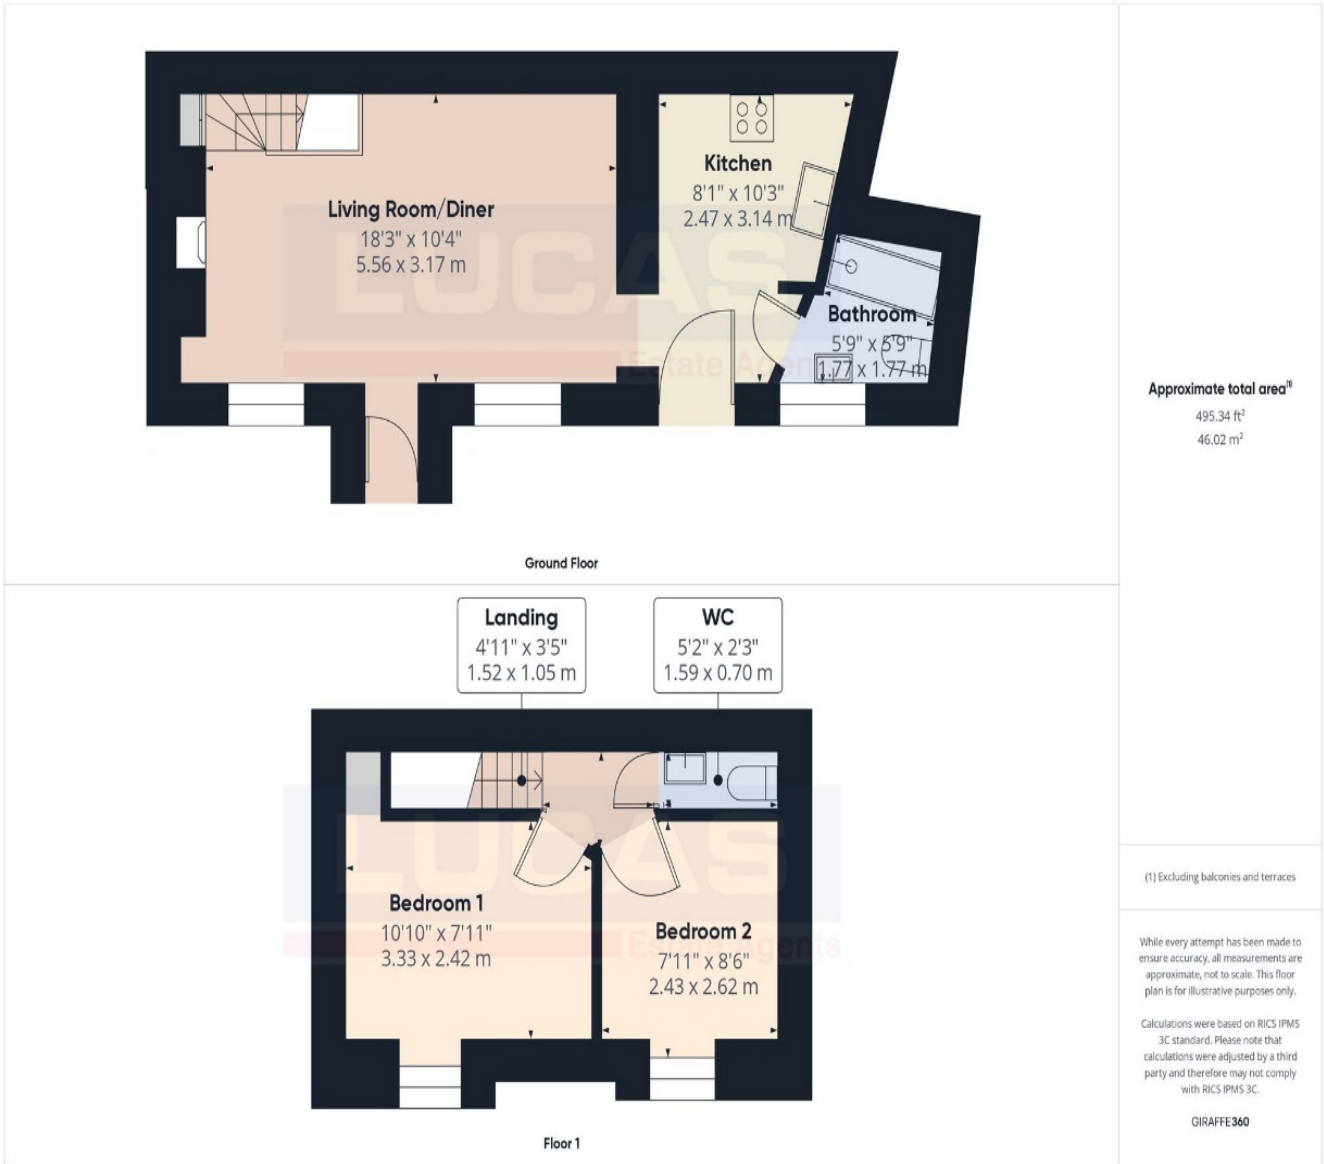 Kitchen
8'1" x 10'3"
2.47 x 3.14 m
Living Room/Diner
18'3" x 10'4"
5.56 x 3.17 m
LUCAS
Estate Agents
Bathroom
5'9" x 5'9"
1.77 x 1.77 m
Ground Floor
Approximate total area(1)
495.34 ft²
46.02 m²
Landing
4'11" x 3'5"
1.52 x 1.05 m
WC
5'2" x 2'3"
1.59 x 0.70 m
LUCAS
Estate Agents
Bedroom 1
10'10" x 7'11"
3.33 x 2.42 m
Bedroom 2
7'11" x 8'6"
2.43 x 2.62 m
Floor 1
(1) Excluding balconies and terraces
While every attempt has been made to
ensure accuracy, all measurements are
approximate, not to scale. This floor
plan is for illustrative purposes only.
Calculations were based on RICS IPMS
3C standard. Please note that
calculations were adjusted by a third
party and therefore may not comply
with RICS IPMS 3C.
GIRAFFE360